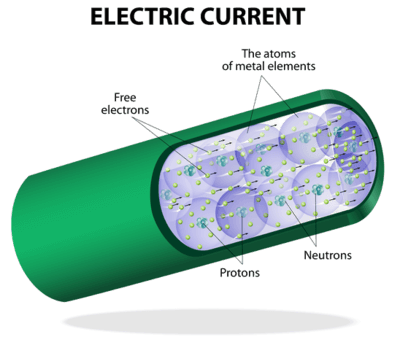 ELECTRIC CURRENT
The atoms
of metal elements
Free
electrons
Neutrons
Protons